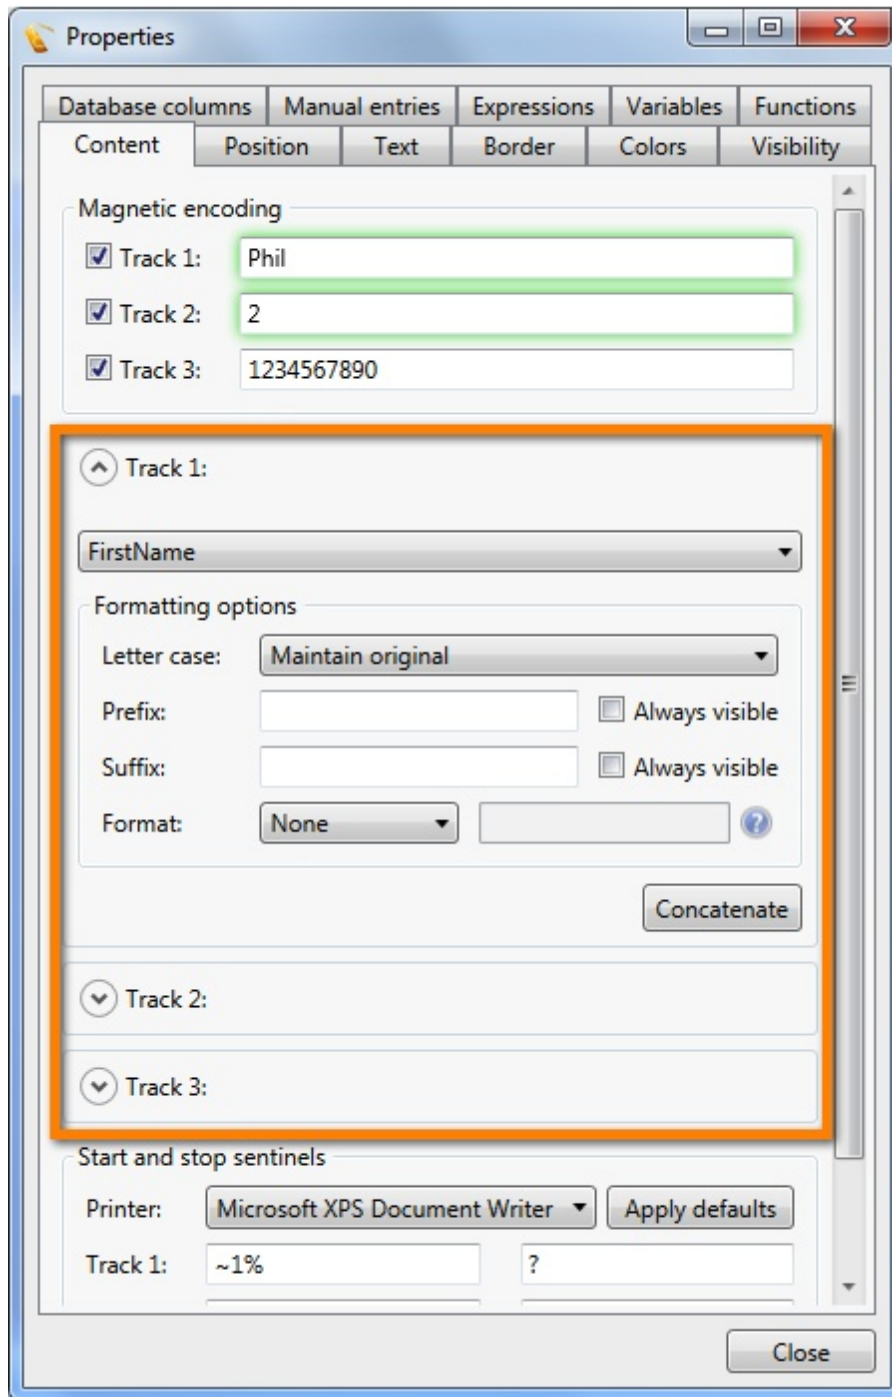 Properties
Database columns Manual entries Expressions Variables Functions
Content Position Text Border Colors Visibility
Magnetic encoding
Track 1: Phil
Track 2: 2
Track 3: 1234567890
Track 1:
FirstName
Formatting options
Letter case: Maintain original
Prefix: Always visible
Suffix: Always visible
Format: None ?
Concatenate
Track 2:
Track 3:
Start and stop sentinels
Printer: Microsoft XPS Document Writer Apply defaults
Track 1: ~1% ?
Close